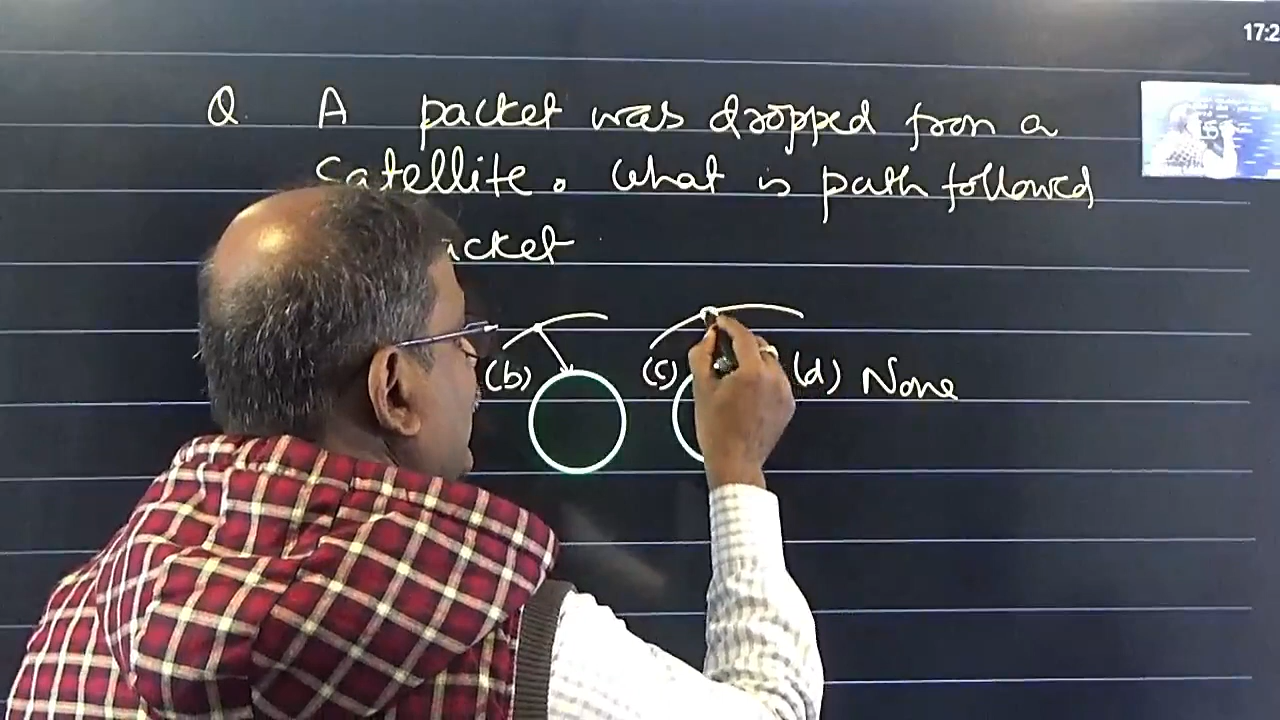 17:2
Q. A packet was dropped from a
satellite. What is path followed
acket
(b) (c) (d) None